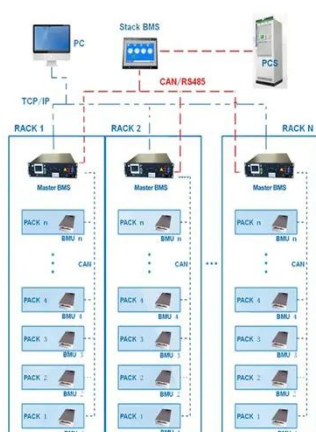 Stack BMS
PC
PCS
CAN/RS485
TCP/IP
RACK 1
RACK 2
RACK N
Master BMS
Master BMS
Master BMS
PACK n
BMU n
PACK n
BMU n
PACK n
BMU n
CAN
CAN
CAN
PACK 4
BMU 4
PACK 4
BMU 4
PACK 4
BMU 4
PACK 3
BMU 3
PACK 3
BMU 3
PACK 3
BMU 3
PACK 2
BMU 2
PACK 2
BMU 2
PACK 2
BMU 2
PACK 1
PACK 1
PACK 1